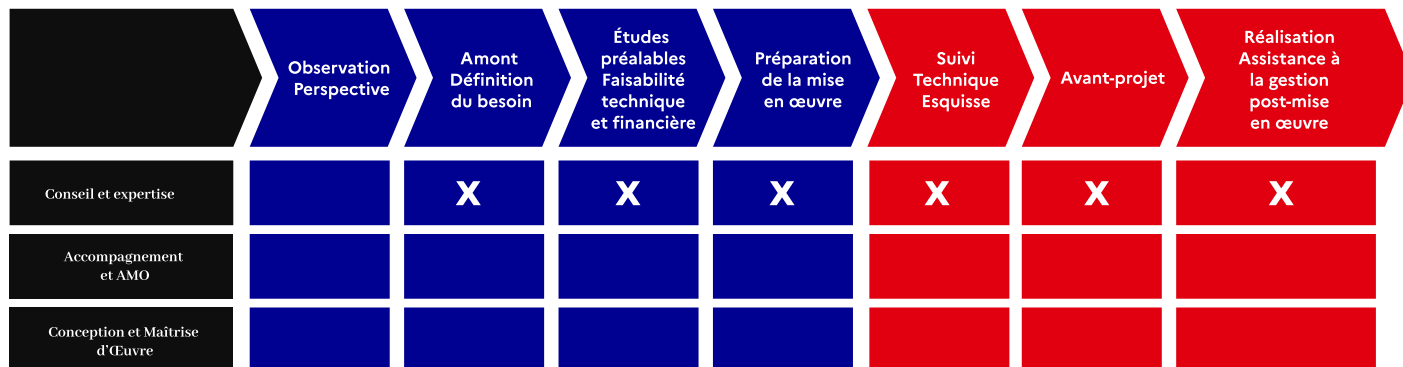 Observation
Perspective
Amont
Définition
du besoin
Études
préalables
Faisabilité
technique
et financière
Préparation
de la mise
en œuvre
Suivi
Technique
Esquisse
Avant-projet
Réalisation
Assistance à
la gestion
post-mise
en œuvre
Conseil et expertise
X X X X X X
Accompagnement
et AMO
Conception et Maîtrise
d'Œuvre